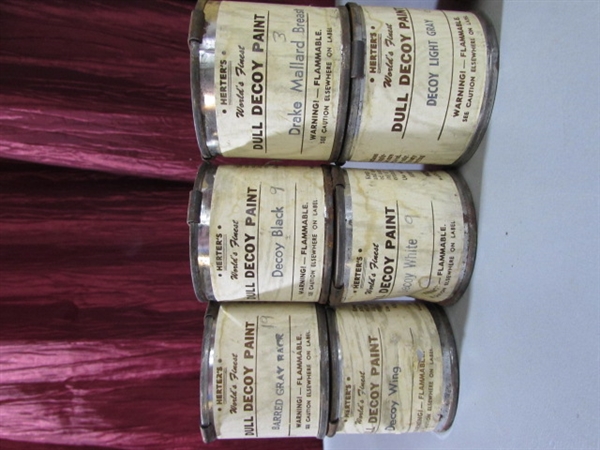 • HERTER'S •
World's Finest
DULL DECOY PAINT
3
Drake Mallard Breast
WARNING! — FLAMMABLE.
SEE CAUTION ELSEWHERE ON LABEL
• HERTER'S •
World's Finest
DULL DECOY PAINT
DECOY LIGHT GRAY
WARNING! — FLAMMABLE.
SEE CAUTION ELSEWHERE ON
• HERTER'S •
World's Finest
DULL DECOY PAINT
Decoy Black 9
WARNING! — FLAMMABLE.
SEE CAUTION ELSEWHERE ON LABEL
• HERTER'S •
World's Finest
DECOY PAINT
Decoy White 9
FLAMMABLE.
ELSEWHERE ON LABEL
• HERTER'S •
World's Finest
DULL DECOY PAINT
19
BARRED GRAY BACK
WARNING! — FLAMMABLE.
SEE CAUTION ELSEWHERE ON LABEL
HERTER'S •
World's Finest
DECOY PAINT
Decoy Wing
FLAMMABLE.
ELSEWHERE ON LABEL